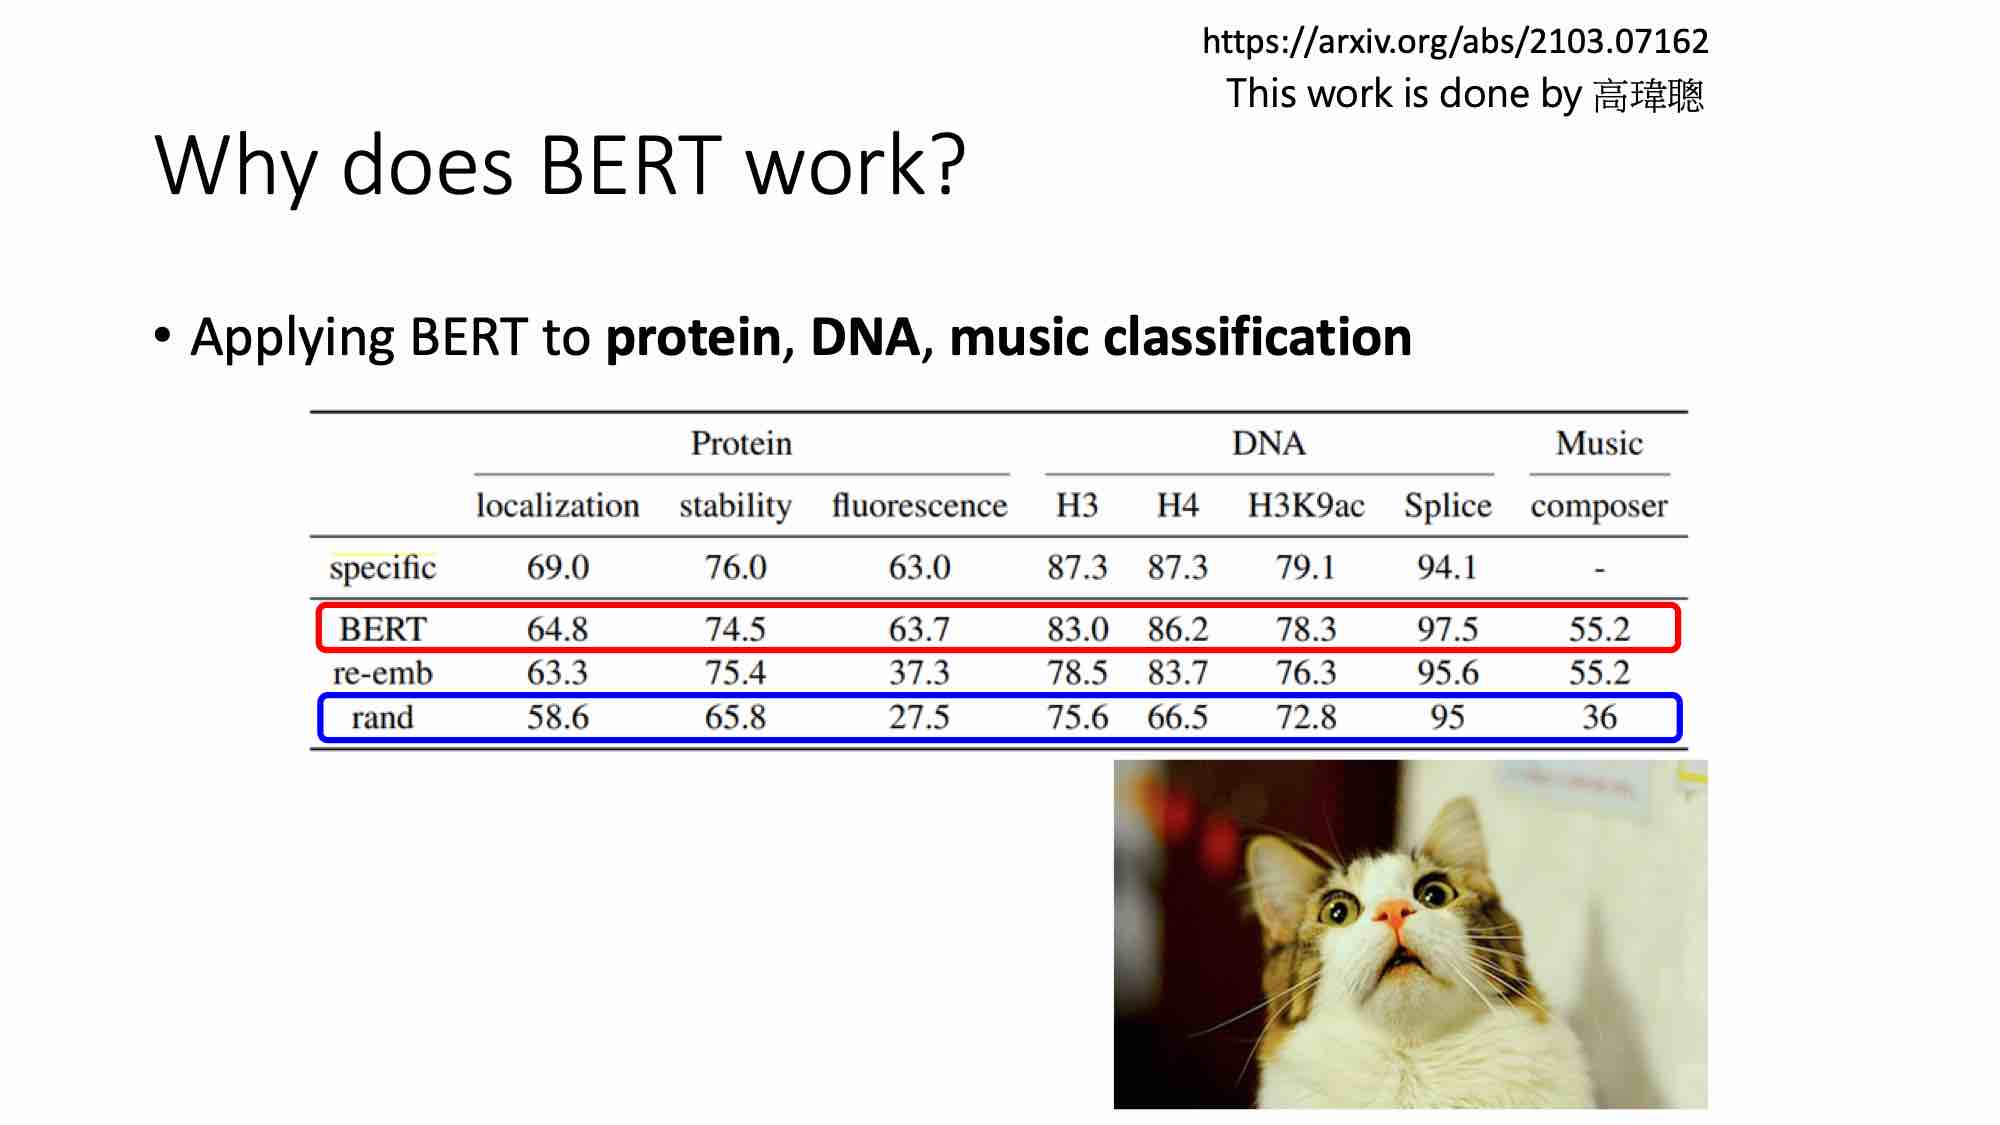 https://arxiv.org/abs/2103.07162
This work is done by 高瑋聰
Why does BERT work?
• Applying BERT to protein, DNA, music classification
Protein DNA Music
localization stability fluorescence H3 H4 H3K9ac Splice composer
specific 69.0 76.0 63.0 87.3 87.3 79.1 94.1 -
BERT 64.8 74.5 63.7 83.0 86.2 78.3 97.5 55.2
re-emb 63.3 75.4 37.3 78.5 83.7 76.3 95.6 55.2
rand 58.6 65.8 27.5 75.6 66.5 72.8 95 36